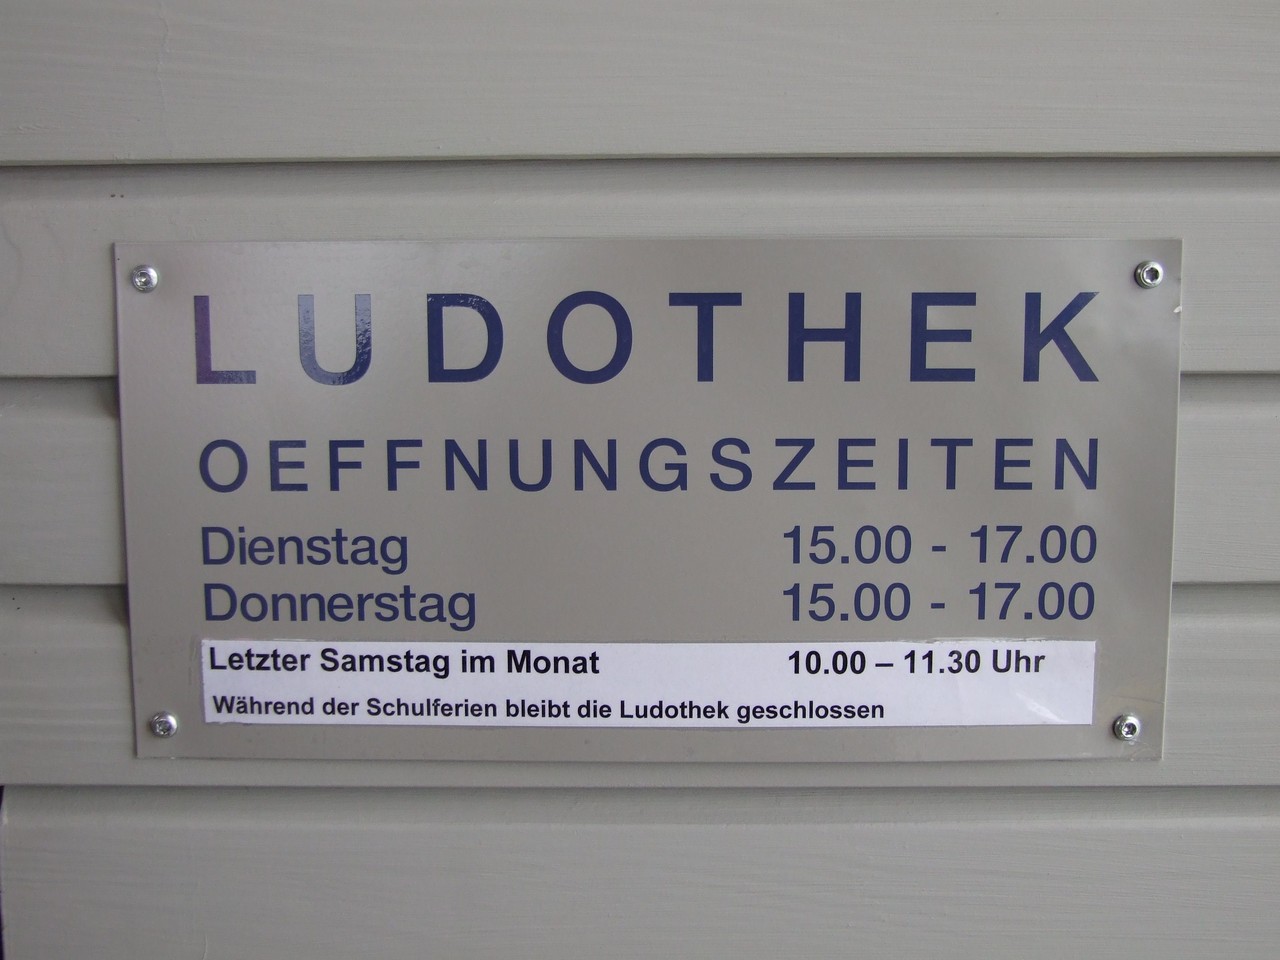 LUDOTHEK
OEFFNUNGSZEITEN
Dienstag 15.00 - 17.00
Donnerstag 15.00 - 17.00
Letzter Samstag im Monat 10.00 – 11.30 Uhr
Während der Schulferien bleibt die Ludothek geschlossen